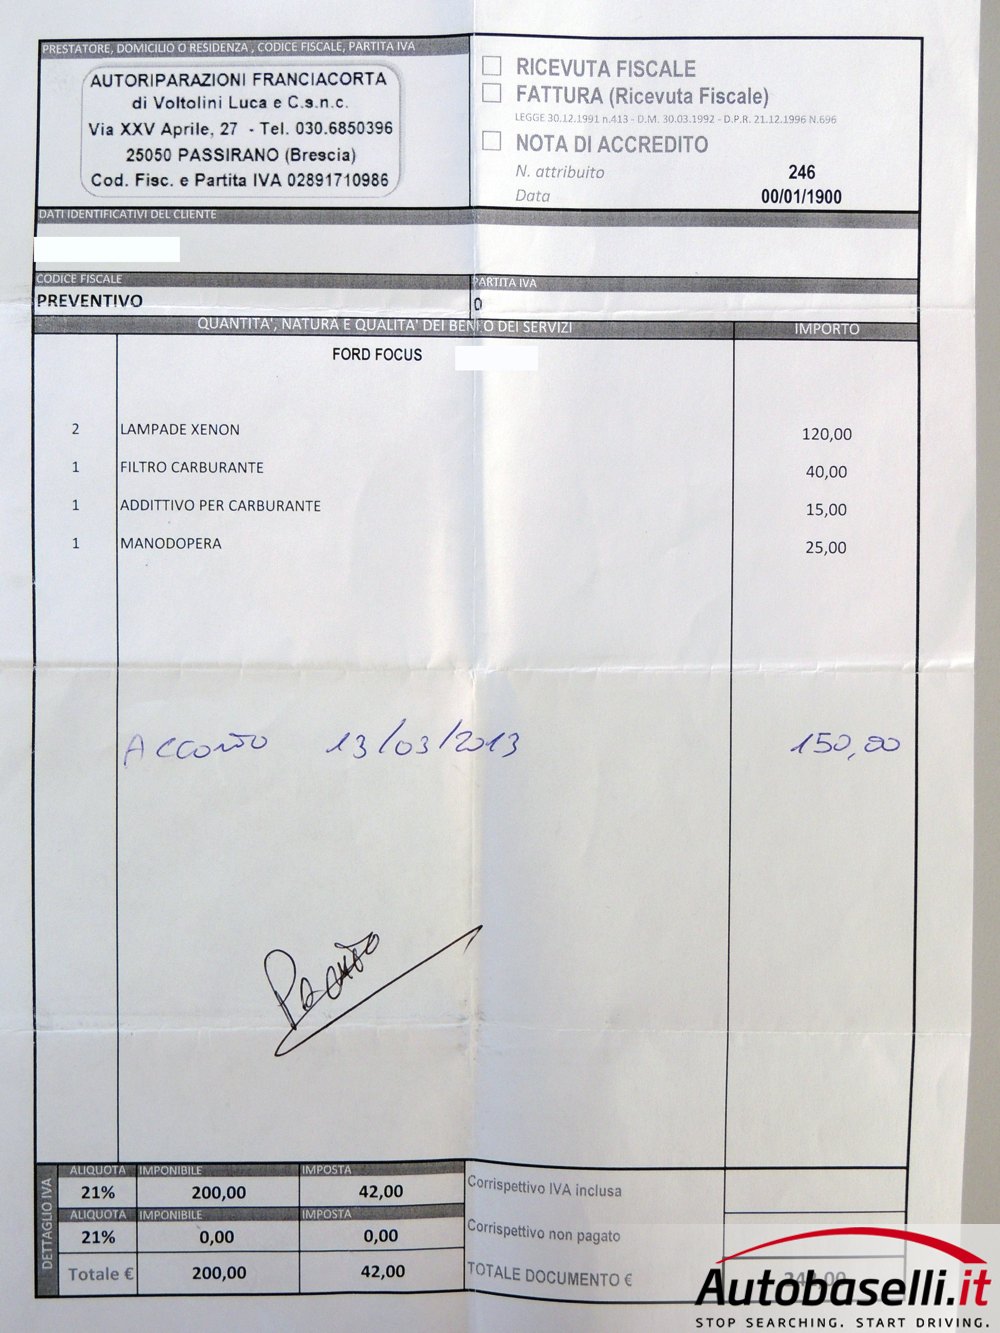 PRESTATORE, DOMICILIO O RESIDENZA , CODICE FISCALE, PARTITA IVA
AUTORIPARAZIONI FRANCIACORTA
di Voltolini Luca e C.s.n.c.
Via XXV Aprile, 27 - Tel. 030.6850396
25050 PASSIRANO (Brescia)
Cod. Fisc. e Partita IVA 02891710986
RICEVUTA FISCALE
FATTURA (Ricevuta Fiscale)
LEGGE 30.12.1991 n.413 - D.M. 30.03.1992 - D.P.R. 21.12.1996 N.696
NOTA DI ACCREDITO
N. attribuito 246
Data 00/01/1900
DATI IDENTIFICATIVI DEL CLIENTE
CODICE FISCALE PARTITA IVA
PREVENTIVO 0
QUANTITA', NATURA E QUALITA' DEI BENI O DEI SERVIZI IMPORTO
FORD FOCUS
2 LAMPADE XENON 120,00
1 FILTRO CARBURANTE 40,00
1 ADDITTIVO PER CARBURANTE 15,00
1 MANODOPERA 25,00
ACCONTO 13/03/2013 150,00
DETTAGLIO IVA
ALIQUOTA IMPONIBILE IMPOSTA
21% 200,00 42,00
ALIQUOTA IMPONIBILE IMPOSTA
21% 0,00 0,00
Totale € 200,00 42,00
Corrispettivo IVA inclusa
Corrispettivo non pagato
TOTALE DOCUMENTO €
Autobaselli.it
STOP SEARCHING. START DRIVING.